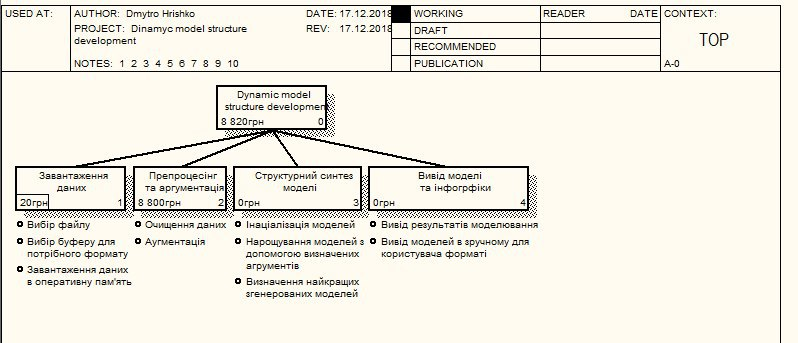 USED AT:
AUTHOR: Dmytro Hrishko
DATE: 17.12.2018
PROJECT: Dinamyc model structure
development
REV: 17.12.2018
NOTES: 1 2 3 4 5 6 7 8 9 10
WORKING
DRAFT
RECOMMENDED
PUBLICATION
READER DATE
CONTEXT:
TOP
A-0
Dynamic model
structure development
8 820грн 0
Завантаження
даних
20грн 1
Препроцесінг
та аргументація
8 800грн 2
Структурний синтез
моделі
0грн 3
Вивід моделі
та інфогрфіки
0грн 4
Вибір файлу
Вибір буферу для
потрібного формату
Завантаження даних
в оперативну пам'ять
Очищення даних
Аугментація
Інаціалізація моделей
Нарощування моделей з
допомогою визначених
агрументів
Визначення найкращих
згенерованих моделей
Вивід результатів моделювання
Вивід моделей в зручному для
користувача форматі